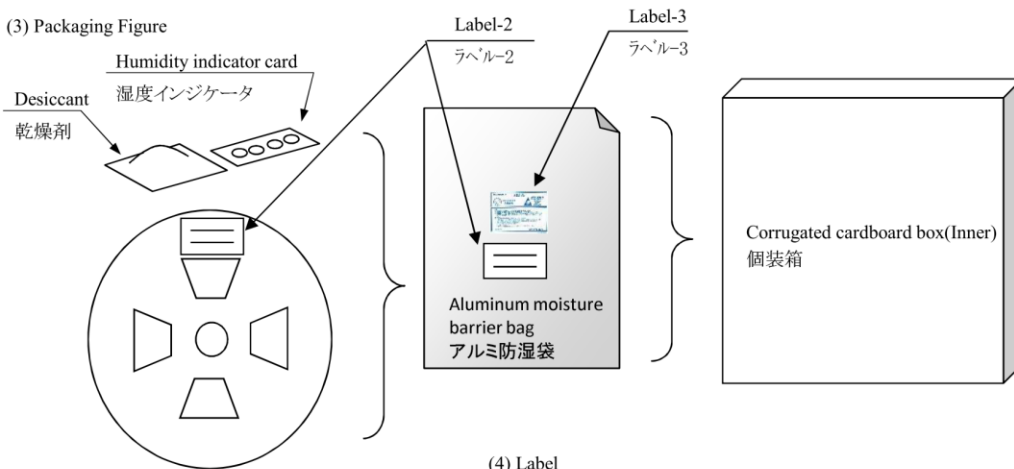 (3) Packaging Figure
Label-2
ラベル-2
Label-3
ラベル-3
Humidity indicator card
湿度インジケータ
Desiccant
乾燥剤
Aluminum moisture
barrier bag
アルミ防湿袋
Corrugated cardboard box(Inner)
個装箱
(4) Label